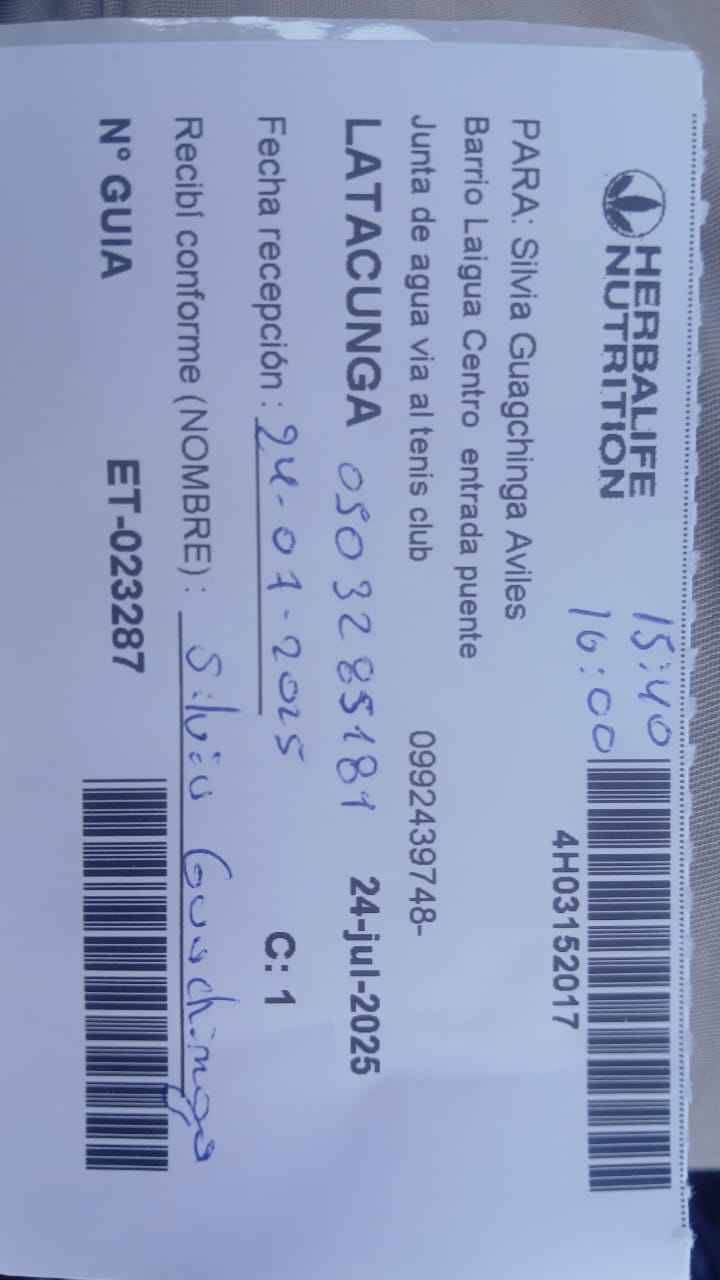 HERBALIFE
NUTRITION
15:40
16:00
4H03152017
PARA: Silvia Guagchinga Aviles
Barrio Laigua Centro entrada puente
Junta de agua via al tenis club 0992439748-
LATACUNGA 0503285181 24-jul-2025
Fecha recepción : 24-07-2025 C: 1
Recibí conforme (NOMBRE) : Silvia Guachinga
N° GUIA ET-023287